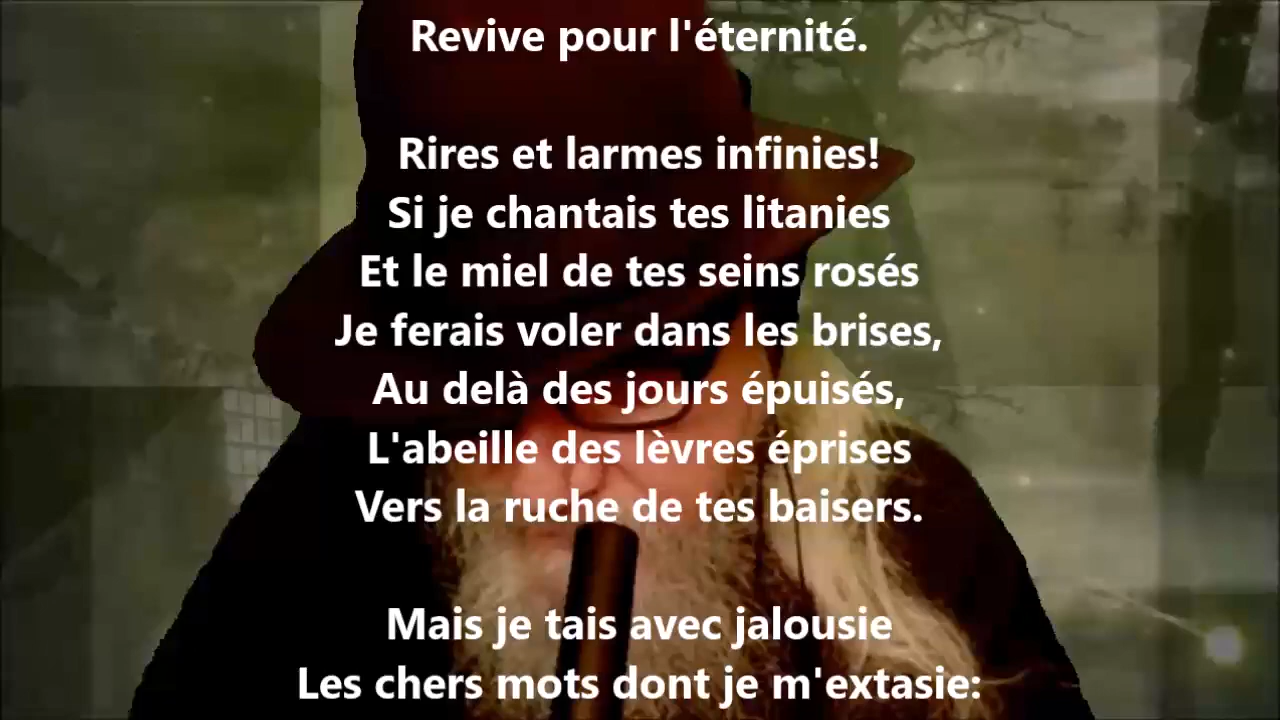 Revive pour l'éternité.
Rires et larmes infinies!
Si je chantais tes litanies
Et le miel de tes seins rosés
Je ferais voler dans les brises,
Au delà des jours épuisés,
L'abeille des lèvres éprises
Vers la ruche de tes baisers.
Mais je tais avec jalousie
Les chers mots dont je m'extasie: